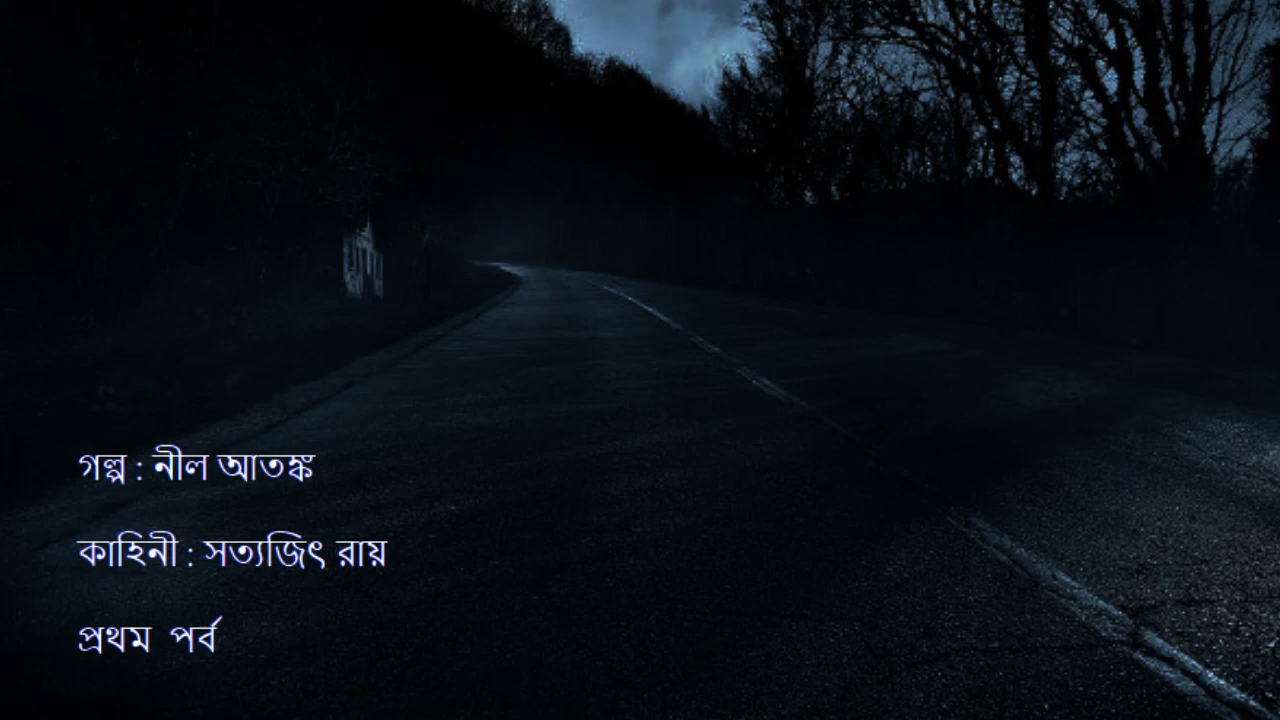 গল্প : নীল আতঙ্ক
কাহিনী : সত্যজিৎ রায়
প্রথম পর্ব